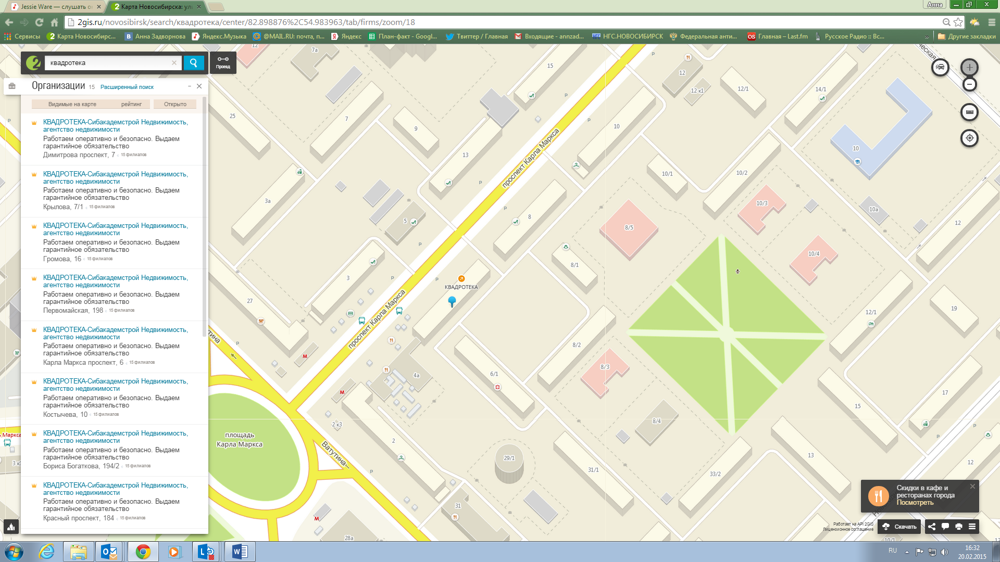 Jessie Ware — слушать о
Карта Новосибирска: ул
Анна
2gis.ru/novosibirsk/search/квадротека/center/82.898876%2C54.983963/tab/firms/zoom/18
Сервисы
Карта Новосибирс...
Анна Задворнова
Яндекс.Музыка
@MAIL.RU: почта, п...
Яндекс
План-факт - Googl...
Твиттер / Главная
Входящие - annzad...
НГС.НОВОСИБИРСК
Федеральная анти...
Главная – Last.fm
Русское Радио :: Вс...
»
Другие закладки
квадротека
Проезд
Организации 15 Расширенный поиск
Видимые на карте рейтинг Открыто
КВАДРОТЕКА-Сибакадемстрой Недвижимость,
агентство недвижимости
Работаем оперативно и безопасно. Выдаем
гарантийное обязательство
Димитрова проспект, 7 15 филиалов
КВАДРОТЕКА-Сибакадемстрой Недвижимость,
агентство недвижимости
Работаем оперативно и безопасно. Выдаем
гарантийное обязательство
Крылова, 7/1 15 филиалов
КВАДРОТЕКА-Сибакадемстрой Недвижимость,
агентство недвижимости
Работаем оперативно и безопасно. Выдаем
гарантийное обязательство
Громова, 16 15 филиалов
КВАДРОТЕКА-Сибакадемстрой Недвижимость,
агентство недвижимости
Работаем оперативно и безопасно. Выдаем
гарантийное обязательство
Первомайская, 198 15 филиалов
КВАДРОТЕКА-Сибакадемстрой Недвижимость,
агентство недвижимости
Работаем оперативно и безопасно. Выдаем
гарантийное обязательство
Карла Маркса проспект, 6 15 филиалов
КВАДРОТЕКА-Сибакадемстрой Недвижимость,
агентство недвижимости
Работаем оперативно и безопасно. Выдаем
гарантийное обязательство
Костычева, 10 15 филиалов
КВАДРОТЕКА-Сибакадемстрой Недвижимость,
агентство недвижимости
Работаем оперативно и безопасно. Выдаем
гарантийное обязательство
Бориса Богаткова, 194/2 15 филиалов
КВАДРОТЕКА-Сибакадемстрой Недвижимость,
агентство недвижимости
Работаем оперативно и безопасно. Выдаем
гарантийное обязательство
Красный проспект, 184 15 филиалов
12
7а
15
12
12 к1
12/1
14/1
25
7
9
10
13
10
10/1
10/2
3а
5
8
8/5
10/3
10а
12
10/4
8/1
3
27
проспект Карла Маркса
проспект Карла Маркса
КВАДРОТЕКА
12/1
19
8/2
8/3
6/1
4а
17
15
8/4
2 к3
2
13
12
29/1
31/1
33/2
31
28а
10/1
площадь
Карла Маркса
Ватутина
Скидки в кафе и
ресторанах города
Посмотреть
Работает на API 2GIS
Лицензионное соглашение
Скачать
RU
16:32
20.02.2015